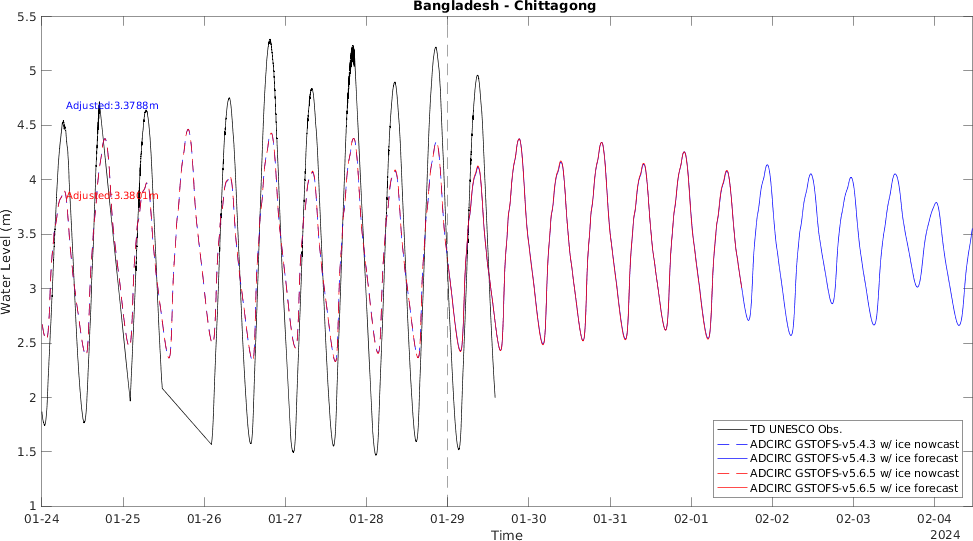 Bangladesh - Chittagong
5.5
5
4.5
4
3.5
3
2.5
2
1.5
1
Water Level (m)
Adjusted:3.3788m
Adjusted:3.3801m
TD UNESCO Obs.
ADCIRC GSTOFS-v5.4.3 w/ ice nowcast
ADCIRC GSTOFS-v5.4.3 w/ ice forecast
ADCIRC GSTOFS-v5.6.5 w/ ice nowcast
ADCIRC GSTOFS-v5.6.5 w/ ice forecast
01-24 01-25 01-26 01-27 01-28 01-29 01-30 01-31 02-01 02-02 02-03 02-04
Time
2024